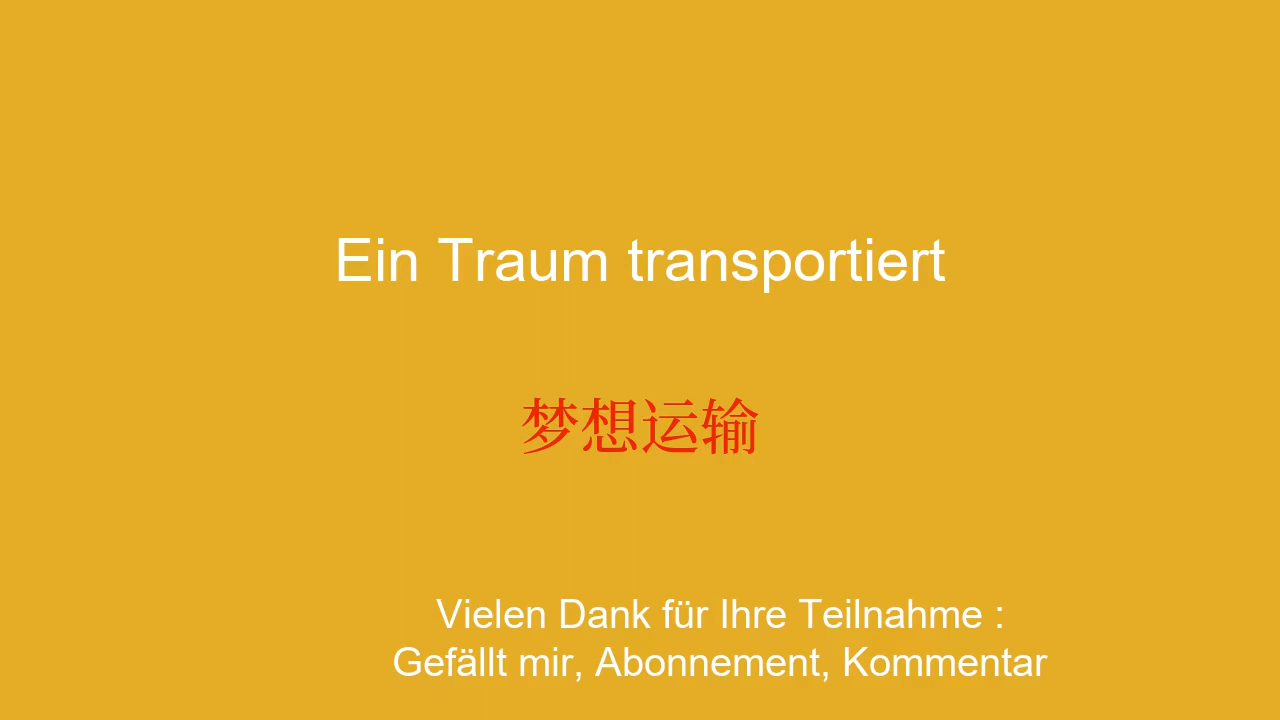 Ein Traum transportiert
梦想运输
Vielen Dank für Ihre Teilnahme :
Gefällt mir, Abonnement, Kommentar